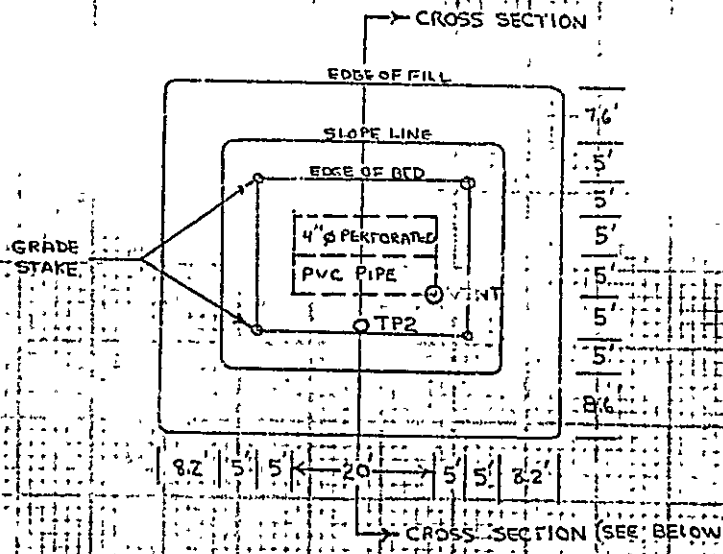 CROSS SECTION
EDGE OF FILL
7.6'
SLOPE LINE
5'
EDGE OF BED
5'
4"Ø PERFORATED
5'
GRADE
STAKE
PVC PIPE
5'
VENT
5'
TP2
5'
8.6'
8.2' 5' 5' 20' 5' 5' 8.2'
CROSS SECTION (SEE BELOW